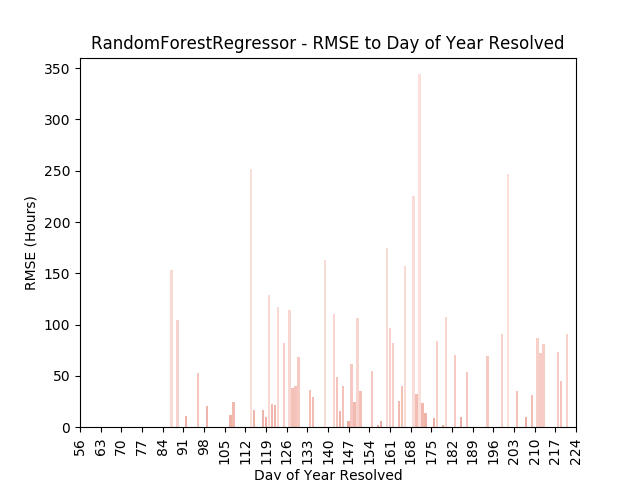 RandomForestRegressor - RMSE to Day of Year Resolved
350
300
250
200
150
100
50
0
RMSE (Hours)
56 63 70 77 84 91 98 105 112 119 126 133 140 147 154 161 168 175 182 189 196 203 210 217 224
Day of Year Resolved